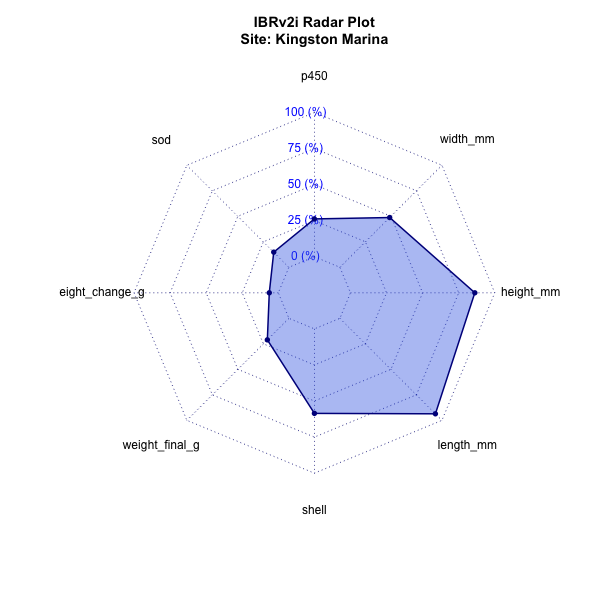 IBRv2i Radar Plot
Site: Kingston Marina
p450
100 (%)
sod
width_mm
75 (%)
50 (%)
25 (%)
0 (%)
eight_change_g
height_mm
weight_final_g
length_mm
shell